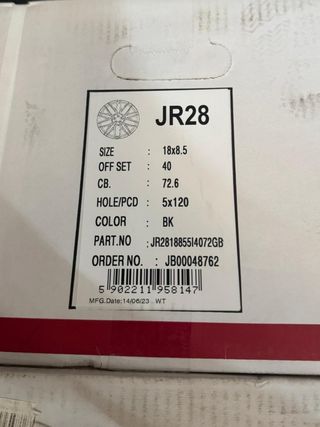 JR28
SIZE : 18x8.5
OFF SET : 40
CB. : 72.6
HOLE/PCD : 5x120
COLOR : BK
PART.NO : JR2818855I4072GB
ORDER NO. : JB00048762
5 902211 958147
MFG.Date:14/06/23 WT